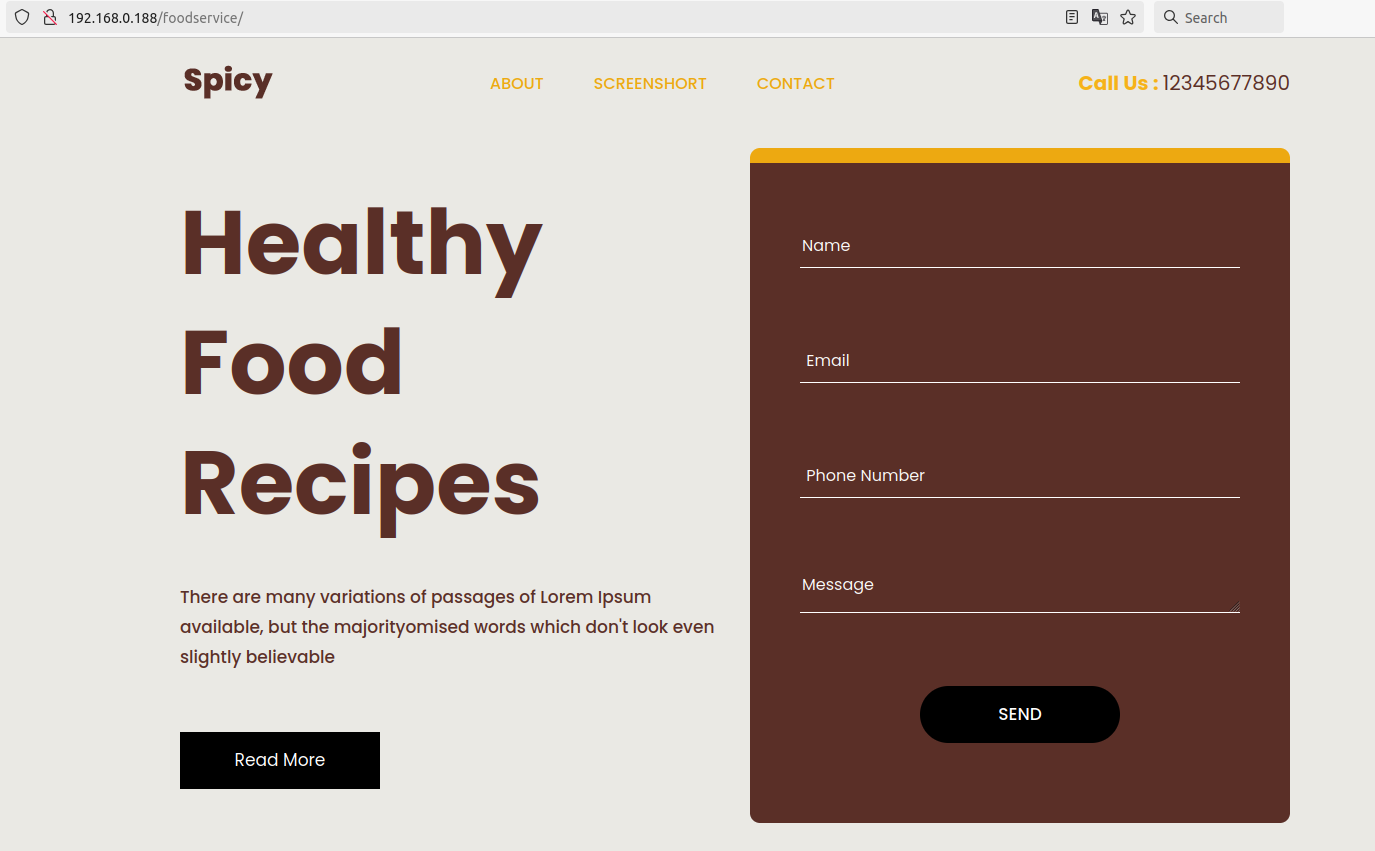 192.168.0.188/foodservice/
Search
Spicy
ABOUT
SCREENSHORT
CONTACT
Call Us : 12345677890
Healthy
Food
Recipes
There are many variations of passages of Lorem Ipsum
available, but the majorityomised words which don't look even
slightly believable
Read More
Name
Email
Phone Number
Message
SEND